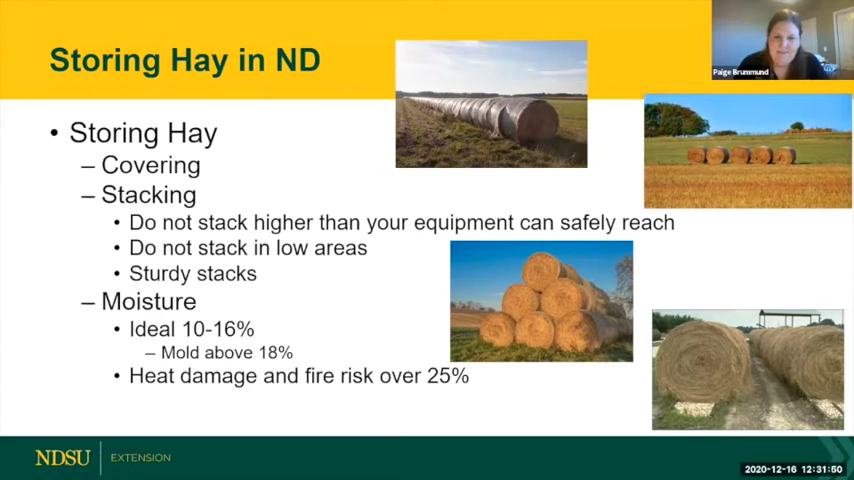 Storing Hay in ND
Paige Brummund
• Storing Hay
– Covering
– Stacking
• Do not stack higher than your equipment can safely reach
• Do not stack in low areas
• Sturdy stacks
– Moisture
• Ideal 10-16%
– Mold above 18%
• Heat damage and fire risk over 25%
NDSU EXTENSION
2020-12-16 12:31:50